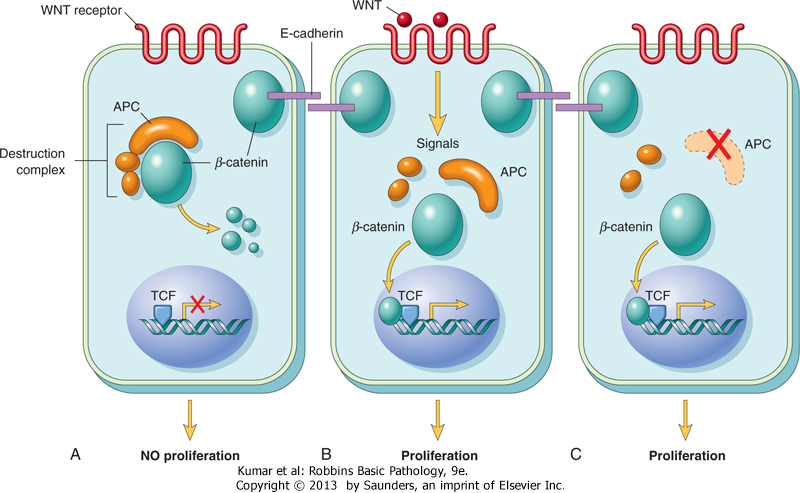 WNT receptor
WNT
E-cadherin
APC
Destruction
complex
β-catenin
TCF
A
NO proliferation
Signals
APC
β-catenin
TCF
B
Proliferation
APC
β-catenin
TCF
C
Proliferation
Kumar et al: Robbins Basic Pathology, 9e.
Copyright © 2013 by Saunders, an imprint of Elsevier Inc.